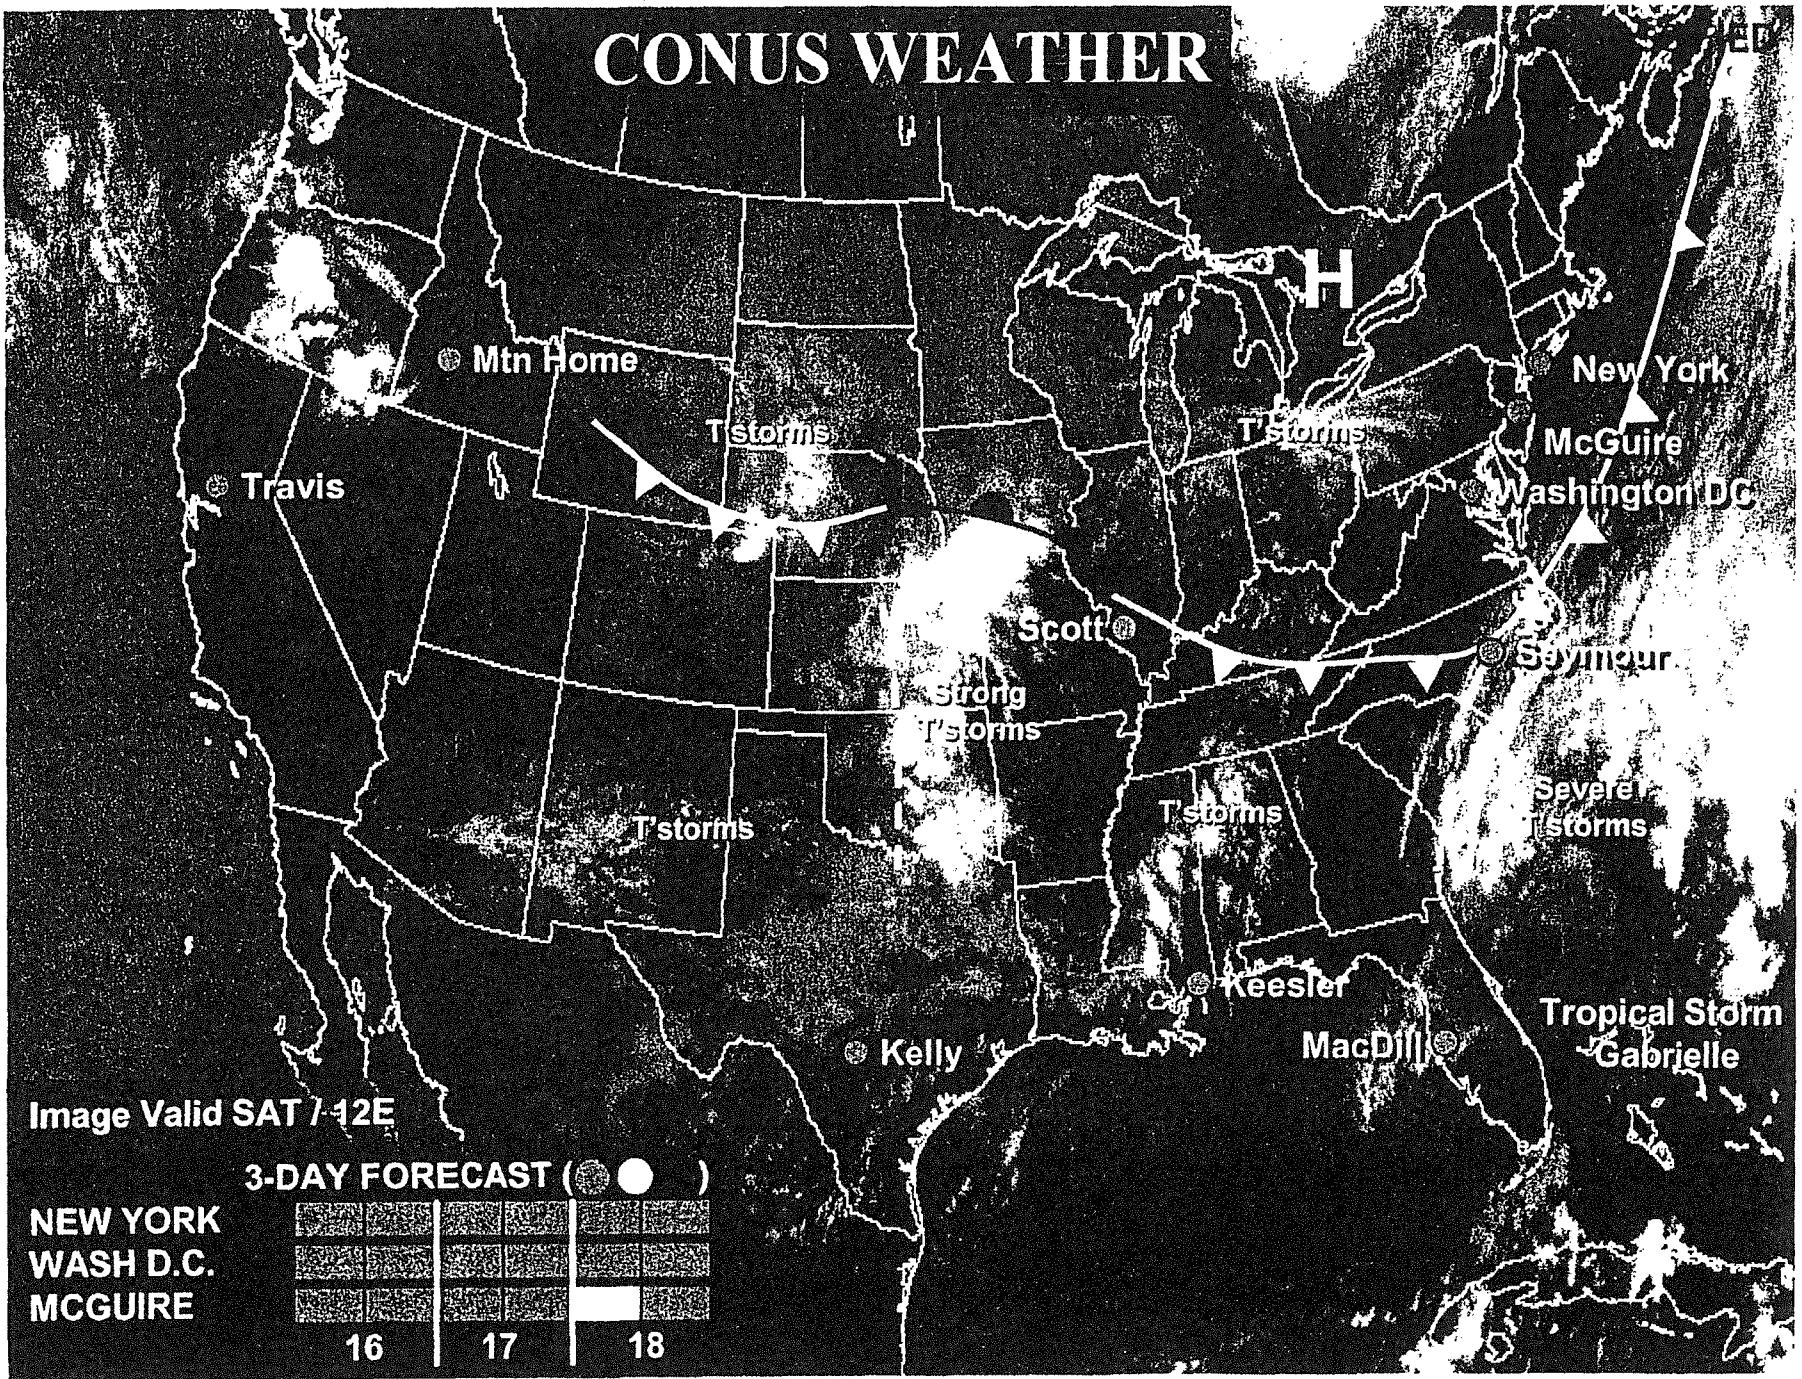 CONUS WEATHER
H
Mtn Home
New York
T'storms
T'storms
McGuire
Travis
Washington DC
Scott
Seymour
Strong
T'storms
Severe
T'storms
T'storms
T'storms
Keesler
Tropical Storm
Gabrielle
Kelly
MacDill
Image Valid SAT / 12E
3-DAY FORECAST ( )
NEW YORK
WASH D.C.
MCGUIRE
16 17 18